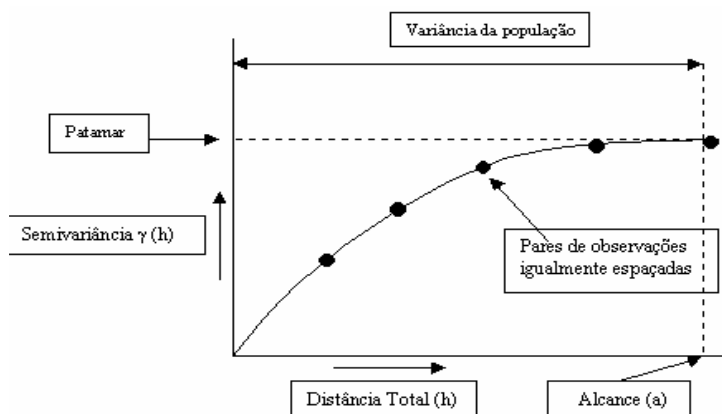 Variância da população
Patamar
Semivariância γ (h)
Pares de observações
igualmente espaçadas
Distância Total (h)
Alcance (a)